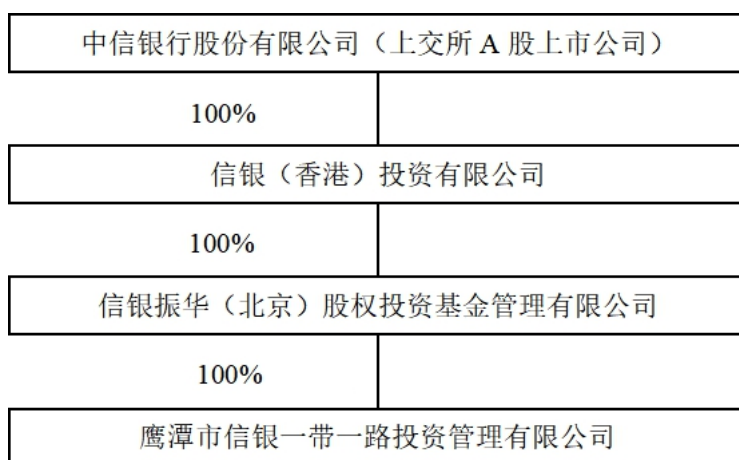 中信银行股份有限公司（上交所 A 股上市公司）
100%
信银（香港）投资有限公司
100%
信银振华（北京）股权投资基金管理有限公司
100%
鹰潭市信银一带一路投资管理有限公司